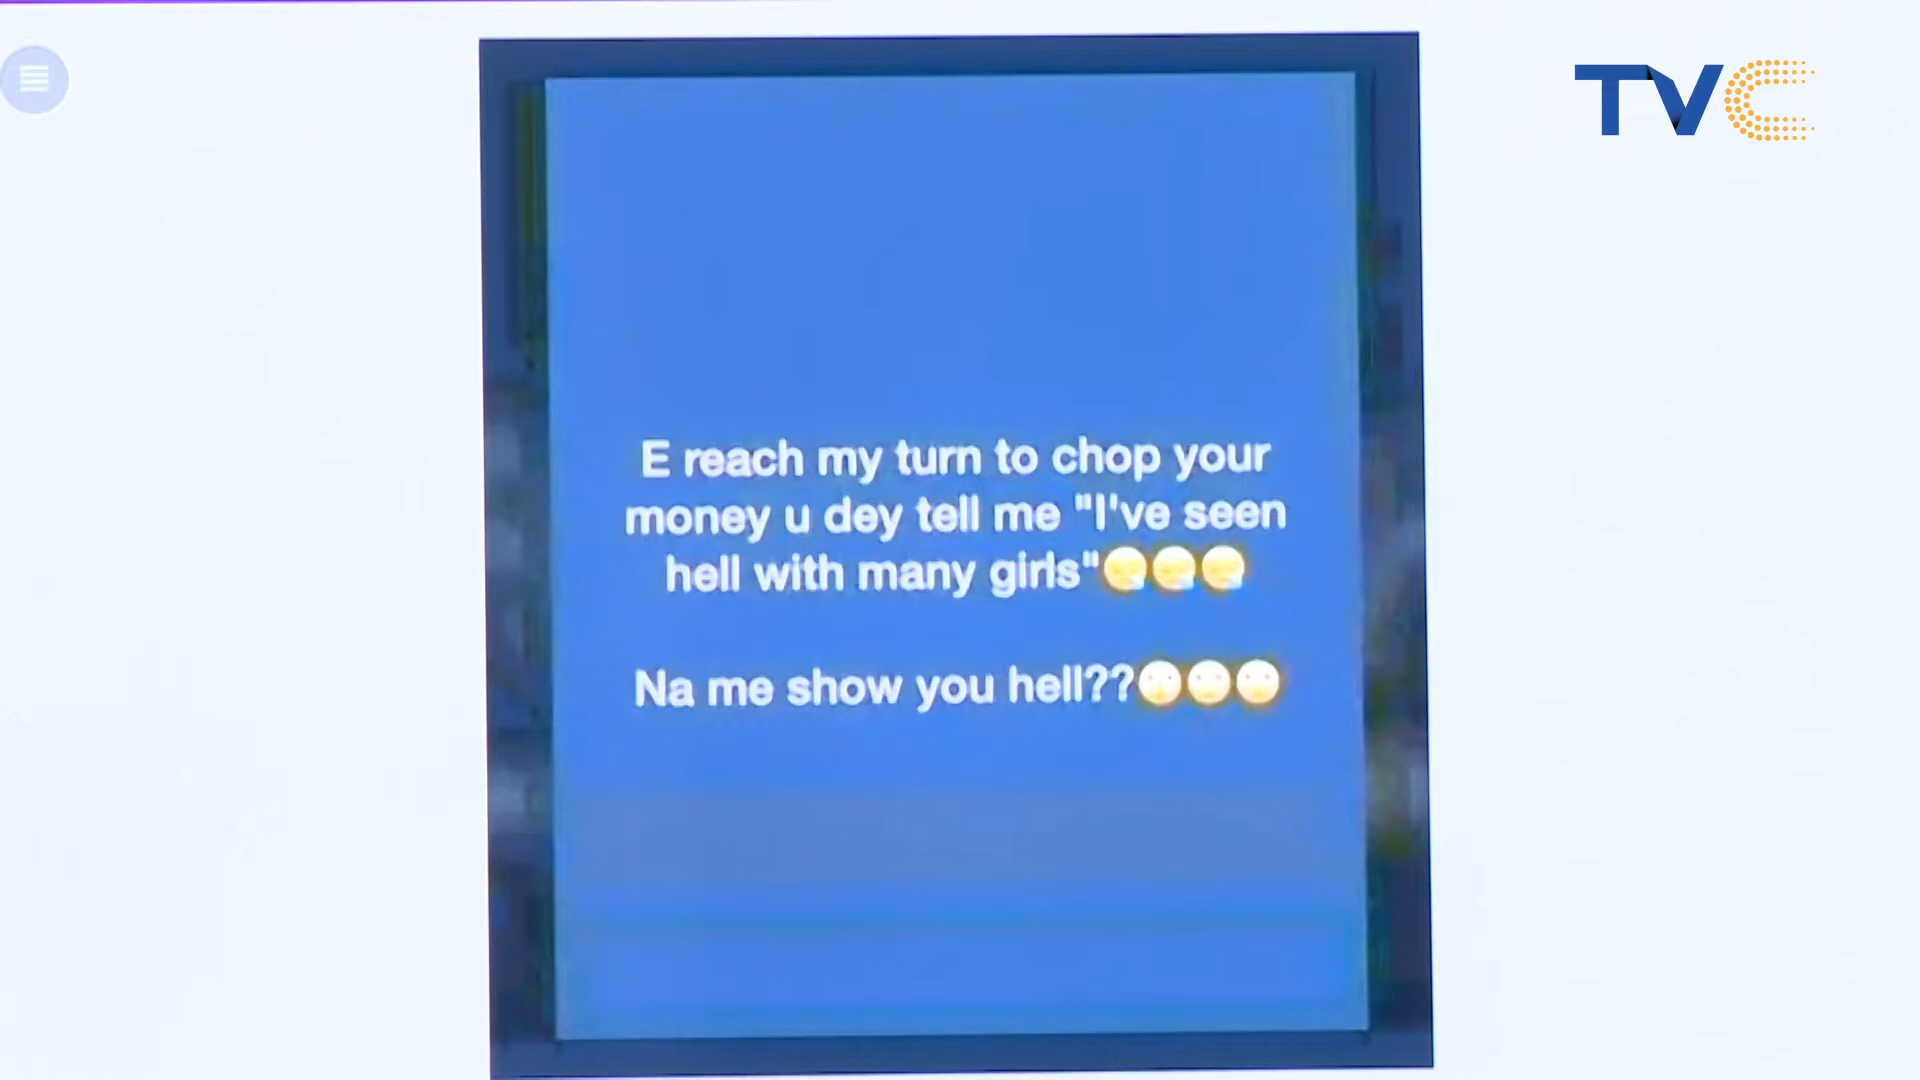 TVC
E reach my turn to chop your
money u dey tell me "I've seen
hell with many girls"
Na me show you hell??